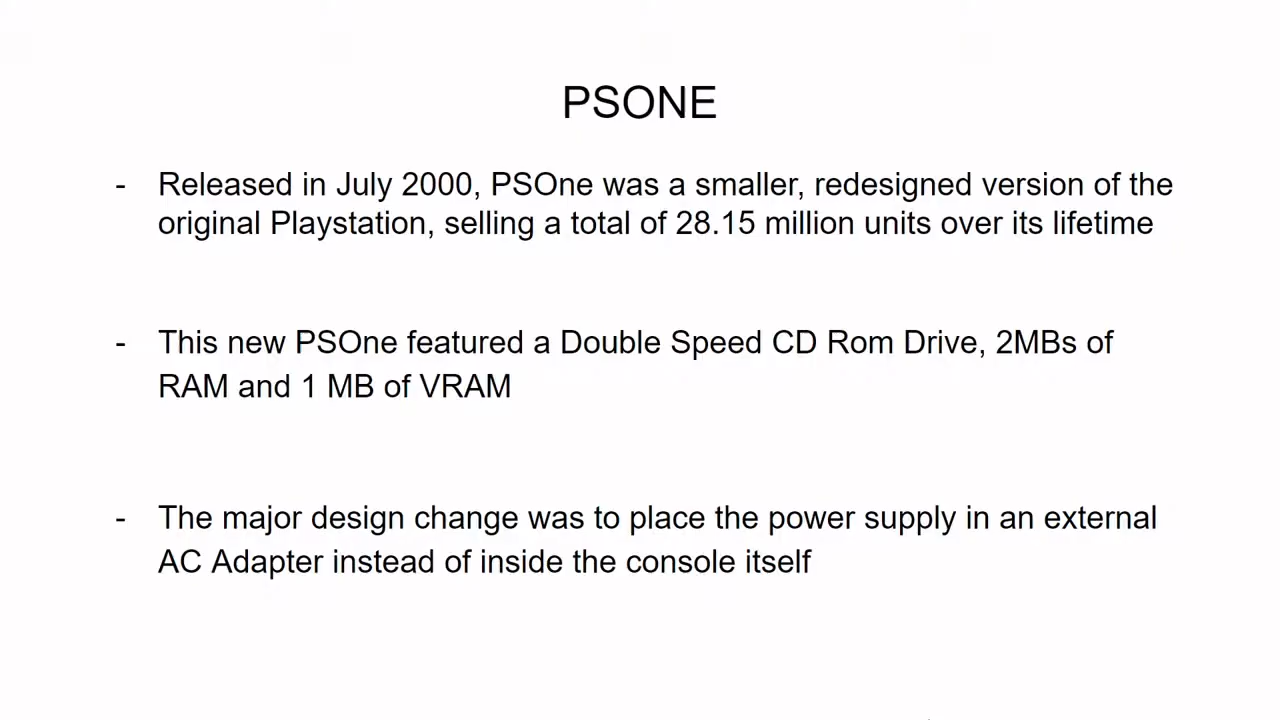 PSONE
- Released in July 2000, PSOne was a smaller, redesigned version of the
original Playstation, selling a total of 28.15 million units over its lifetime
- This new PSOne featured a Double Speed CD Rom Drive, 2MBs of
RAM and 1 MB of VRAM
- The major design change was to place the power supply in an external
AC Adapter instead of inside the console itself